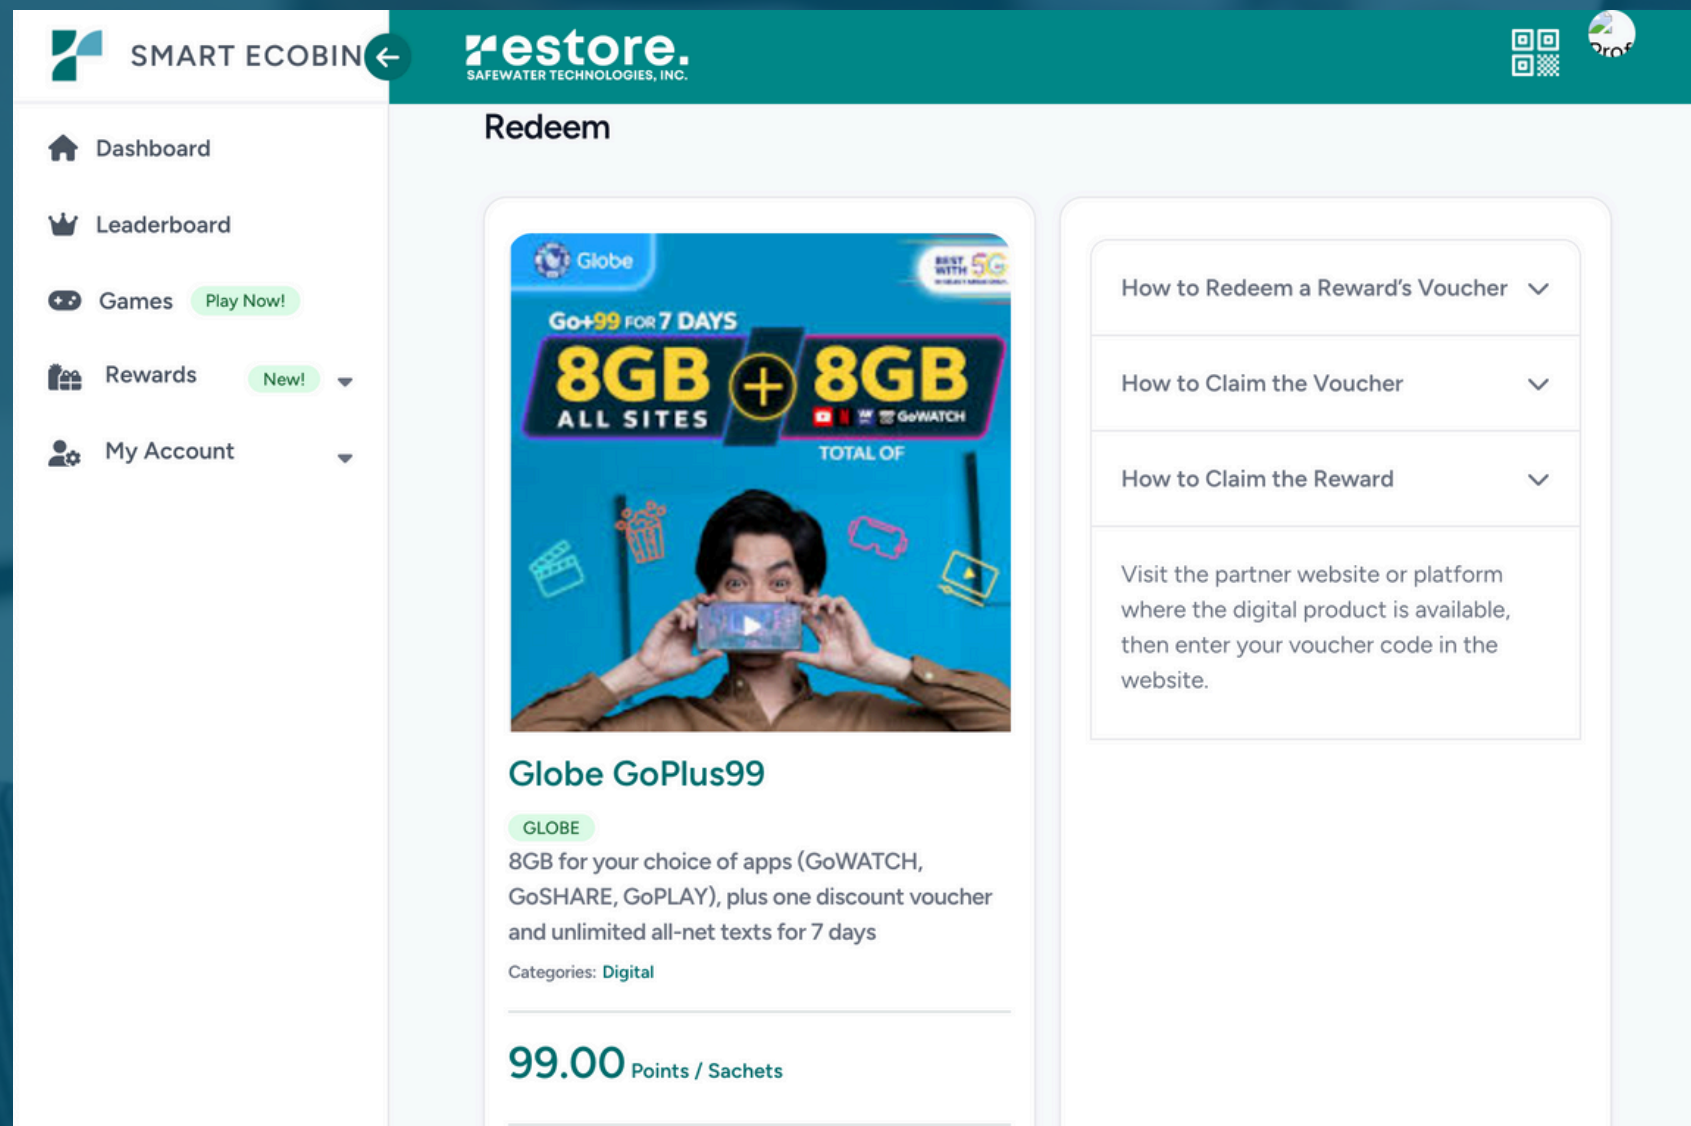 SMART ECOBIN
restore.
SAFEWATER TECHNOLOGIES, INC.
Prof
Dashboard
Leaderboard
Games
Play Now!
Rewards
New!
My Account
Redeem
Globe
BEST
WITH 5G
Go+99 FOR 7 DAYS
8GB + 8GB
ALL SITES
GoWATCH
TOTAL OF
Globe GoPlus99
GLOBE
8GB for your choice of apps (GoWATCH,
GoSHARE, GoPLAY), plus one discount voucher
and unlimited all-net texts for 7 days
Categories: Digital
99.00 Points / Sachets
How to Redeem a Reward’s Voucher
How to Claim the Voucher
How to Claim the Reward
Visit the partner website or platform
where the digital product is available,
then enter your voucher code in the
website.